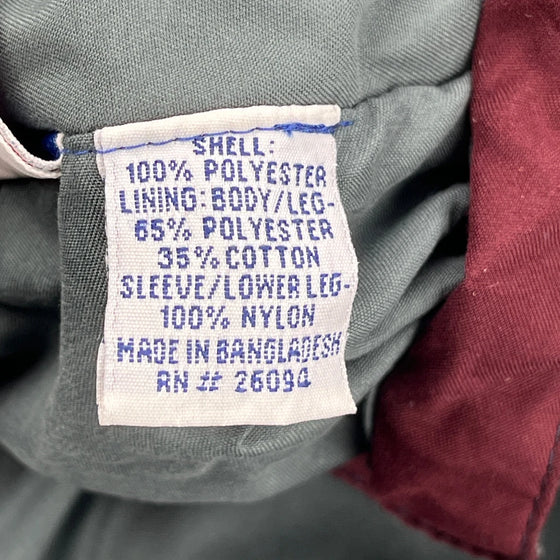 SHELL:
100% POLYESTER
LINING: BODY/LEG-
65% POLYESTER
35% COTTON
SLEEVE/LOWER LEG-
100% NYLON
MADE IN BANGLADESH
RN # 26094